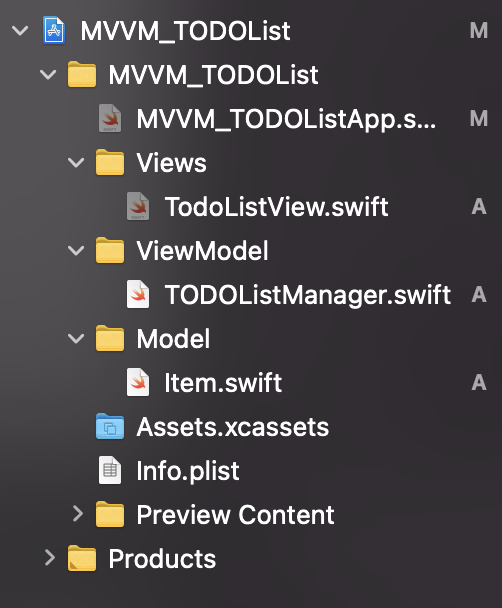 MVVM_TODOList M
MVVM_TODOList
MVVM_TODOListApp.s... M
Views
TodoListView.swift A
ViewModel
TODOListManager.swift A
Model
Item.swift A
Assets.xcassets
Info.plist
Preview Content
Products